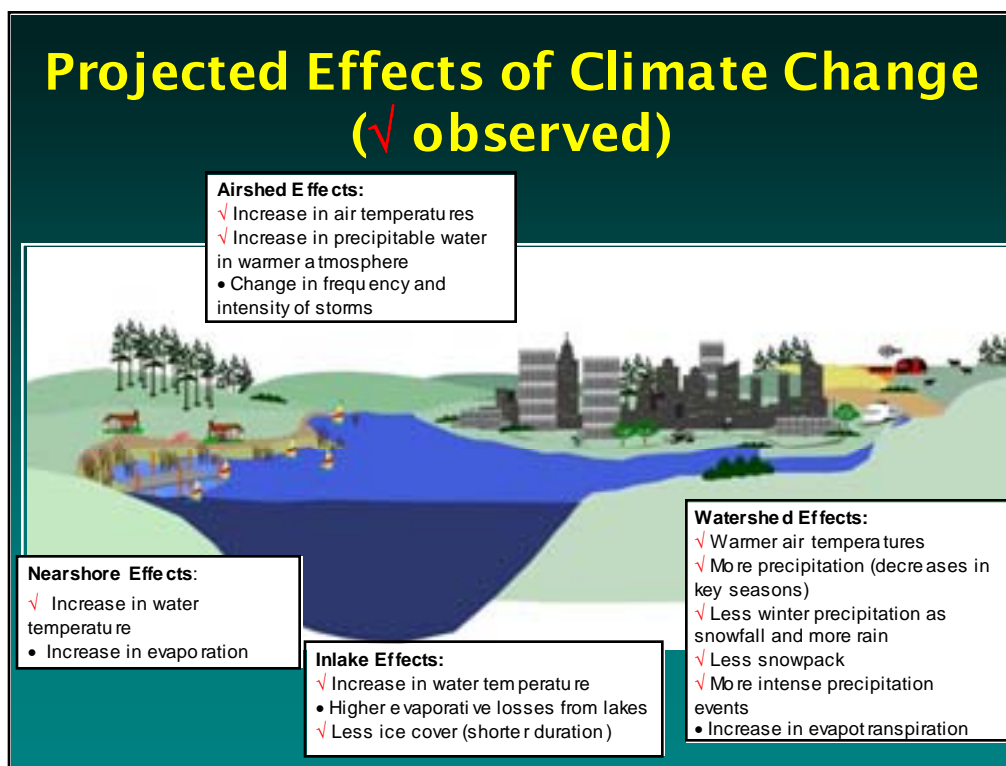 Projected Effects of Climate Change
(√ observed)
Airshed Effects:
√ Increase in air temperatures
√ Increase in precipitable water
in warmer atmosphere
• Change in frequency and
intensity of storms
Nearshore Effects:
√ Increase in water
temperature
• Increase in evaporation
Inlake Effects:
√ Increase in water temperature
• Higher evaporative losses from lakes
√ Less ice cover (shorter duration)
Watershed Effects:
√ Warmer air temperatures
√ More precipitation (decreases in
key seasons)
√ Less winter precipitation as
snowfall and more rain
√ Less snowpack
√ More intense precipitation
events
• Increase in evapotranspiration